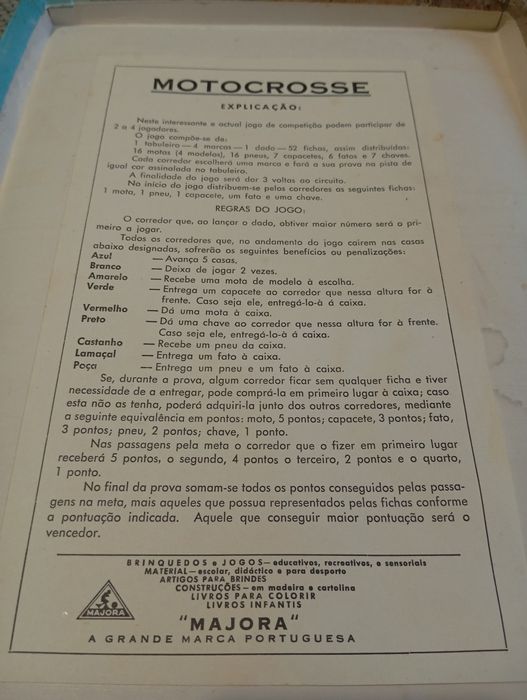 MOTOCROSSE
EXPLICAÇÃO:
Neste interessante e actual jogo de competição podem participar de
2 a 4 jogadores.
O jogo compõe-se de:
1 tabuleiro — 4 marcas — 1 dado — 52 fichas, assim distribuídas:
16 motos (4 modelos), 16 pneus, 7 capacetes, 6 fatos e 7 chaves.
Cada corredor escolherá uma marca e fará a sua prova na pista de
igual cor assinalada no tabuleiro.
A finalidade do jogo será dar 3 voltas ao circuito.
No início do jogo distribuem-se pelos corredores as seguintes fichas:
1 mota, 1 pneu, 1 capacete, um fato e uma chave.
REGRAS DO JOGO:
O corredor que, ao lançar o dado, obtiver maior número será o pri-
meiro a jogar.
Todos os corredores que, no andamento do jogo caírem nas casas
abaixo designadas, sofrerão os seguintes benefícios ou penalizações:
Azul — Avança 5 casas.
Branco — Deixa de jogar 2 vezes.
Amarelo — Recebe uma mota de modelo à escolha.
Verde — Entrega um capacete ao corredor que nessa altura for à
frente. Caso seja ele, entregá-lo-à á caixa.
Vermelho — Dá uma mota à caixa.
Preto — Dá uma chave ao corredor que nessa altura for à frente.
Caso seja ele, entregá-lo-à á caixa.
Castanho — Recebe um pneu da caixa.
Lamaçal — Entrega um fato à caixa.
Poça — Entrega um pneu e um fato à caixa.
Se, durante a prova, algum corredor ficar sem qualquer ficha e tiver
necessidade de a entregar, pode comprá-la em primeiro lugar à caixa; caso
esta não as tenha, poderá adquiri-la junto dos outros corredores, mediante
a seguinte equivalência em pontos: moto, 5 pontos; capacete, 3 pontos; fato,
3 pontos; pneu, 2 pontos; chave, 1 ponto.
Nas passagens pela meta o corredor que o fizer em primeiro lugar
receberá 5 pontos, o segundo, 4 pontos o terceiro, 2 pontos e o quarto,
1 ponto.
No final da prova somam-se todos os pontos conseguidos pelas passa-
gens na meta, mais aqueles que possua representados pelas fichas conforme
a pontuação indicada. Aquele que conseguir maior pontuação será o
vencedor.
BRINQUEDOS e JOGOS — educativos, recreativos, e sensoriais
MATERIAL — escolar, didáctico e para desporto
ARTIGOS PARA BRINDES
CONSTRUÇÕES — em madeira e cartolina
LIVROS PARA COLORIR
LIVROS INFANTIS
MAJORA
"MAJORA"
A GRANDE MARCA PORTUGUESA